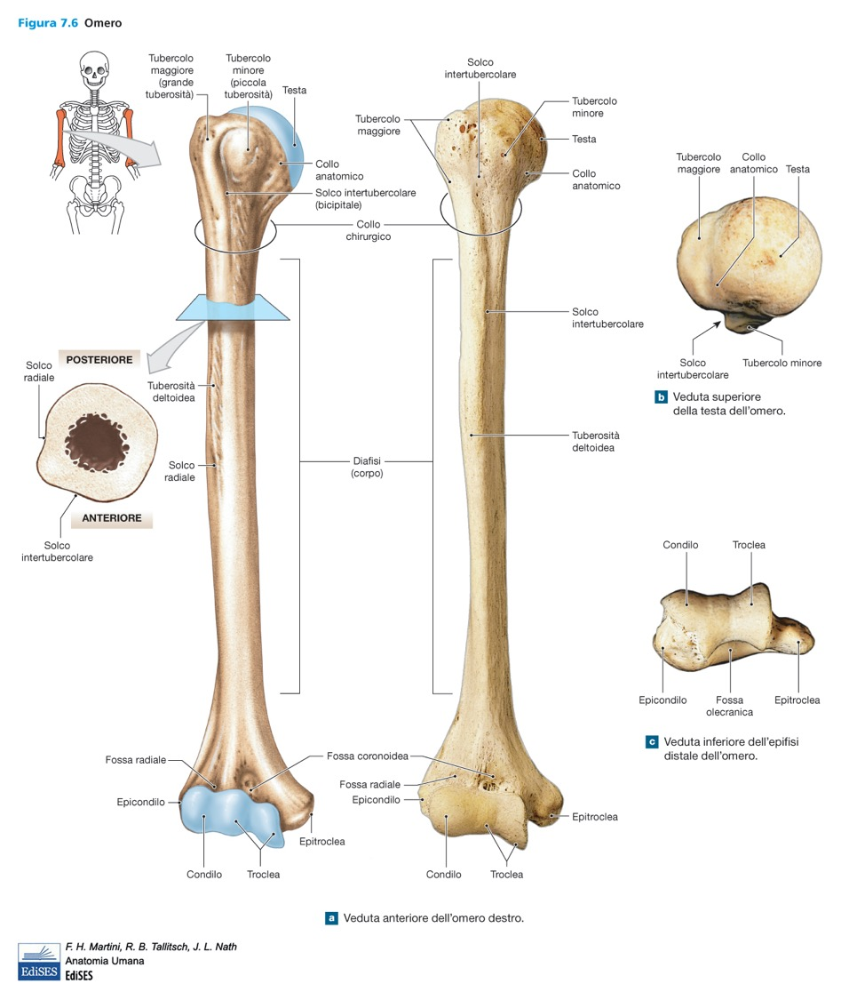 Figura 7.6 Omero
Tubercolo
maggiore
(grande
tuberosità)
Tubercolo
minore
(piccola
tuberosità)
Testa
Collo
anatomico
Solco intertubercolare
(bicipitale)
Collo
chirurgico
Solco
intertubercolare
Tubercolo
maggiore
Tubercolo
minore
Testa
Collo
anatomico
Tubercolo
maggiore
Collo
anatomico
Testa
Solco
intertubercolare
Tubercolo minore
b Veduta superiore
della testa dell'omero.
POSTERIORE
Solco
radiale
ANTERIORE
Solco
intertubercolare
Tuberosità
deltoidea
Solco
radiale
Diafisi
(corpo)
Solco
intertubercolare
Tuberosità
deltoidea
Condilo
Troclea
Epicondilo
Fossa
olecranica
Epitroclea
c Veduta inferiore dell'epifisi
distale dell'omero.
Fossa radiale
Fossa coronoidea
Epicondilo
Fossa radiale
Epicondilo
Epitroclea
Epitroclea
Condilo
Troclea
Condilo
Troclea
a Veduta anteriore dell'omero destro.
EdiSES
F. H. Martini, R. B. Tallitsch, J. L. Nath
Anatomia Umana
EdiSES